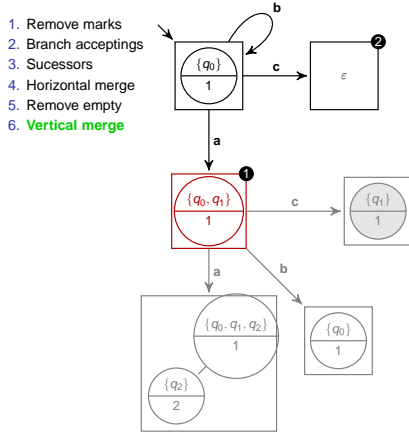 1. Remove marks
2. Branch acceptings
3. Sucessors
4. Horizontal merge
5. Remove empty
6. Vertical merge
b
2
{q₀}
1
c
ε
a
1
{q₀, q₁}
1
c
{q₁}
1
a
b
{q₀, q₁, q₂}
1
{q₀}
1
{q₂}
2